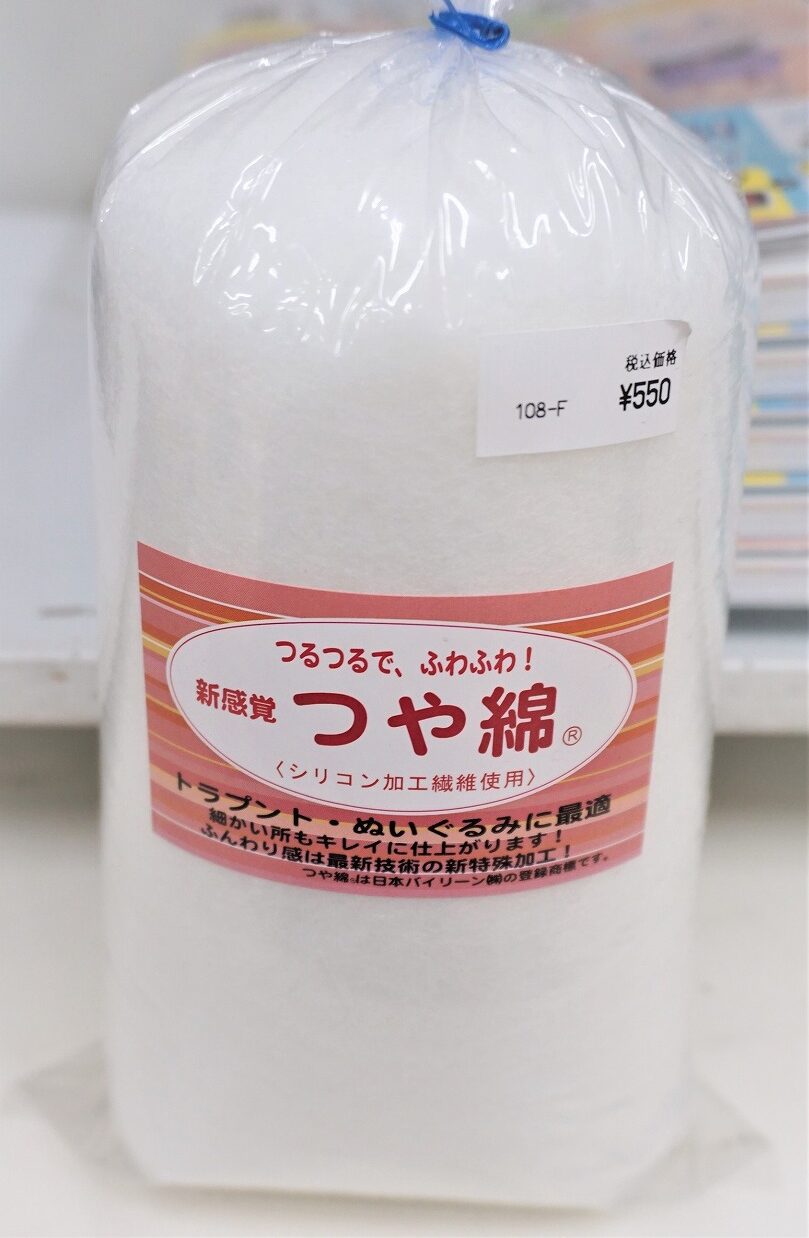 税込価格
108-F ¥550
つるつるで、ふわふわ!
新感覚 つや綿®
〈シリコン加工繊維使用〉
トラプント・ぬいぐるみに最適
細かい所もキレイに仕上がります!
ふんわり感は最新技術の新特殊加工!
つや綿®は日本バイリーン㈱の登録商標です。